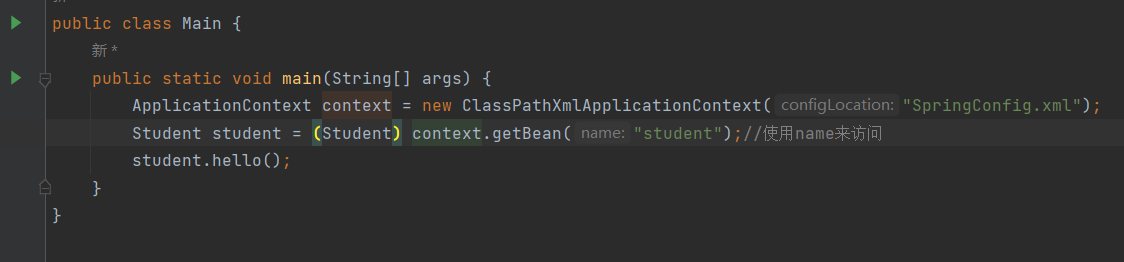 public class Main {
新 *
public static void main(String[] args) {
ApplicationContext context = new ClassPathXmlApplicationContext( configLocation: "SpringConfig.xml");
Student student = (Student) context.getBean( name: "student");//使用name来访问
student.hello();
}
}